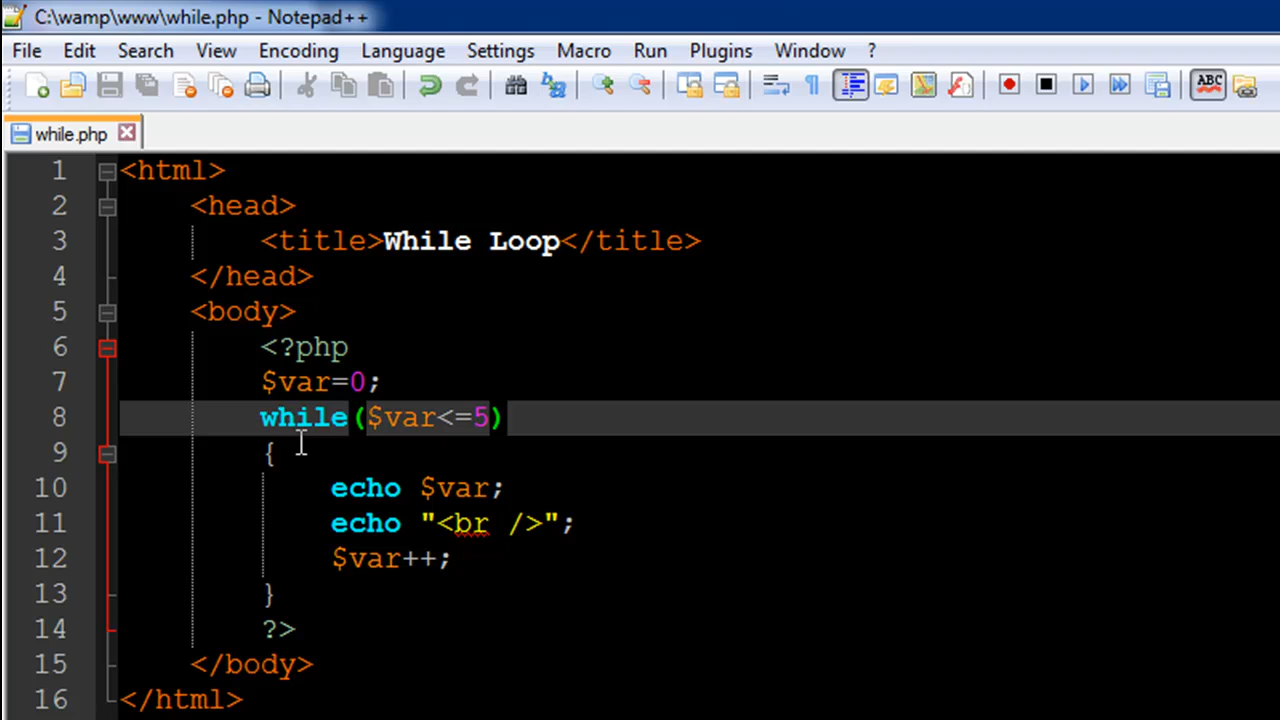 C:\wamp\www\while.php - Notepad++
File Edit Search View Encoding Language Settings Macro Run Plugins Window ?
ABC
while.php
1 <html>
2 <head>
3 <title>While Loop</title>
4 </head>
5 <body>
6 <?php
7 $var=0;
8 while($var<=5)
9 {
10 echo $var;
11 echo "<br />";
12 $var++;
13 }
14 ?>
15 </body>
16 </html>